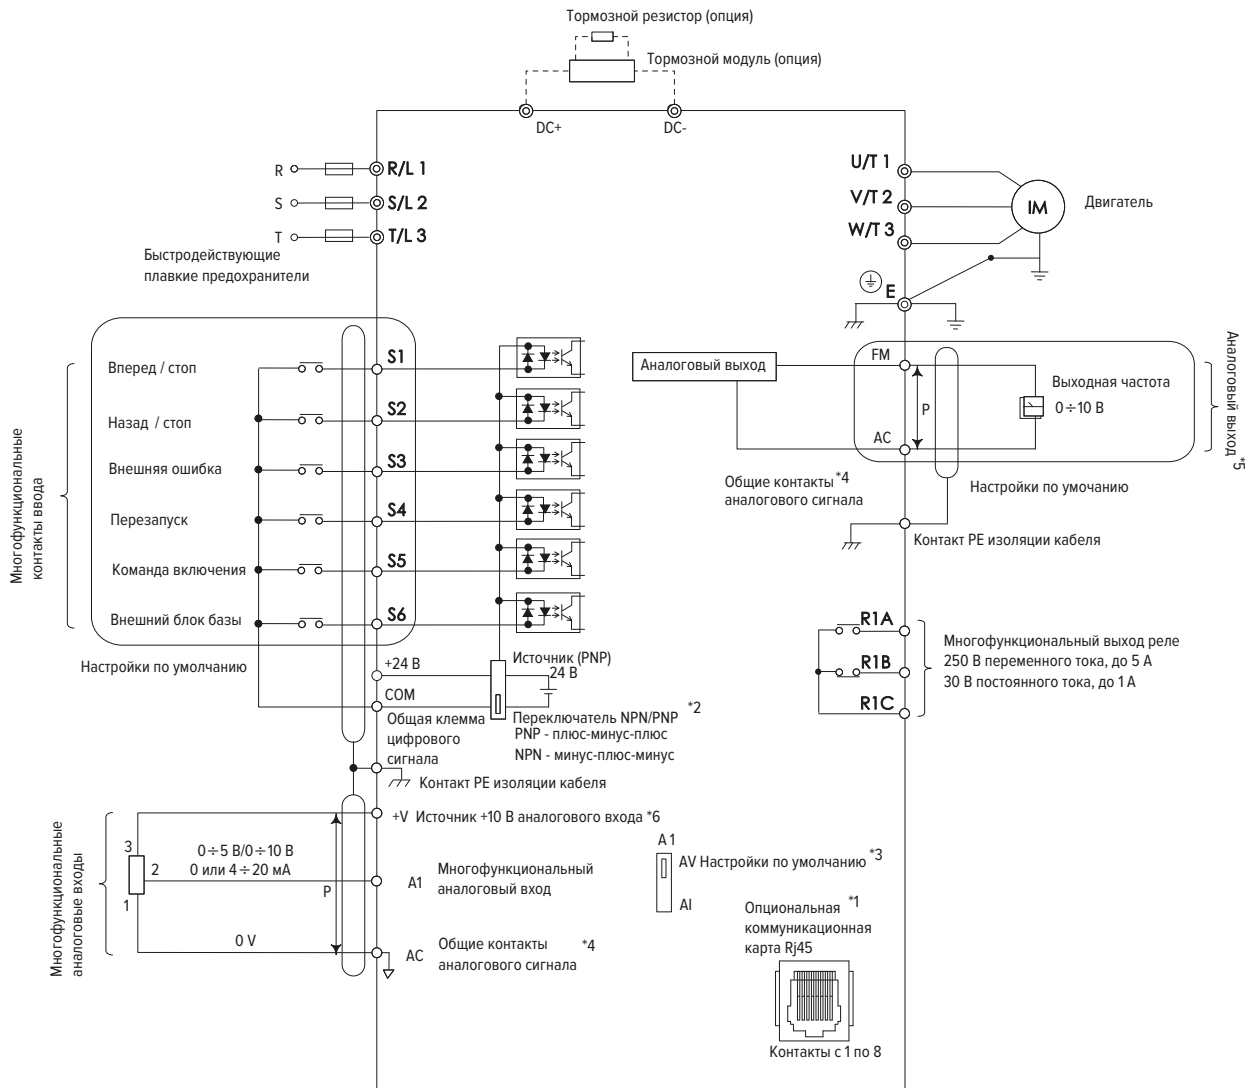 Тормозной резистор (опция)
Тормозной модуль (опция)
DC+
DC-
R
R/L 1
S
S/L 2
T
T/L 3
Быстродействующие
плавкие предохранители
U/T 1
V/T 2
W/T 3
IM
Двигатель
E
Многофункциональные
контакты ввода
Вперед / стоп
S1
Назад / стоп
S2
Внешняя ошибка
S3
Перезапуск
S4
Команда включения
S5
Внешний блок базы
S6
Настройки по умолчанию
+24 В
COM
Общая клемма
цифрового
сигнала
Источник (PNP)
24 В
Переключатель NPN/PNP *2
PNP - плюс-минус-плюс
NPN - минус-плюс-минус
Контакт PE изоляции кабеля
Аналоговый выход
FM
AC
P
Выходная частота
0÷10 В
Аналоговый выход *5
Общие контакты *4
аналогового сигнала
Настройки по умочанию
Контакт PE изоляции кабеля
R1A
R1B
R1C
Многофункциональный выход реле
250 В переменного тока, до 5 А
30 В постоянного тока, до 1 А
Многофункциональные
аналоговые входы
3
2
1
0÷5 В/0÷10 В
0 или 4÷20 мА
0 V
P
+V Источник +10 В аналогового входа *6
A1
Многофункциональный
аналоговый вход
AC
Общие контакты *4
аналогового сигнала
A1
AV Настройки по умолчанию *3
AI
Опциональная *1
коммуникационная
карта Rj45
Контакты с 1 по 8